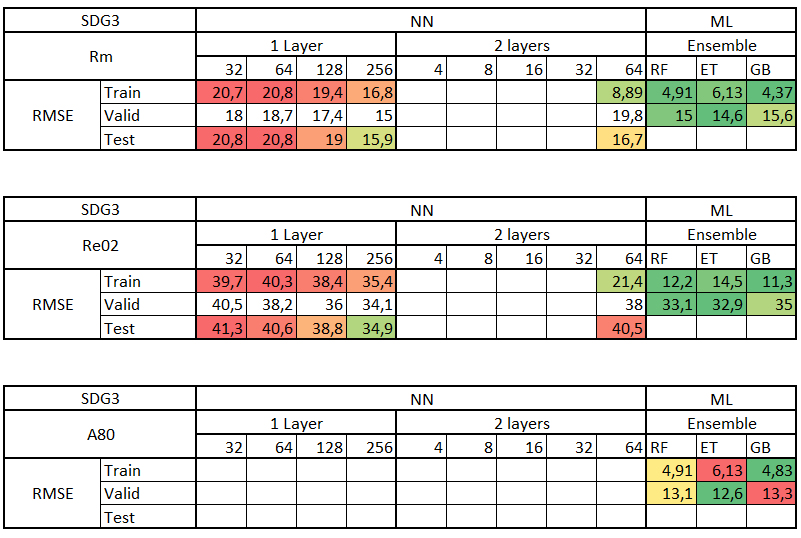 SDG3 NN ML
Rm 1 Layer 2 layers Ensemble
32 64 128 256 4 8 16 32 64 RF ET GB
RMSE Train 20,7 20,8 19,4 16,8 8,89 4,91 6,13 4,37
Valid 18 18,7 17,4 15 19,8 15 14,6 15,6
Test 20,8 20,8 19 15,9 16,7
SDG3 NN ML
Re02 1 Layer 2 layers Ensemble
32 64 128 256 4 8 16 32 64 RF ET GB
RMSE Train 39,7 40,3 38,4 35,4 21,4 12,2 14,5 11,3
Valid 40,5 38,2 36 34,1 38 33,1 32,9 35
Test 41,3 40,6 38,8 34,9 40,5
SDG3 NN ML
A80 1 Layer 2 layers Ensemble
32 64 128 256 4 8 16 32 64 RF ET GB
RMSE Train 4,91 6,13 4,83
Valid 13,1 12,6 13,3
Test